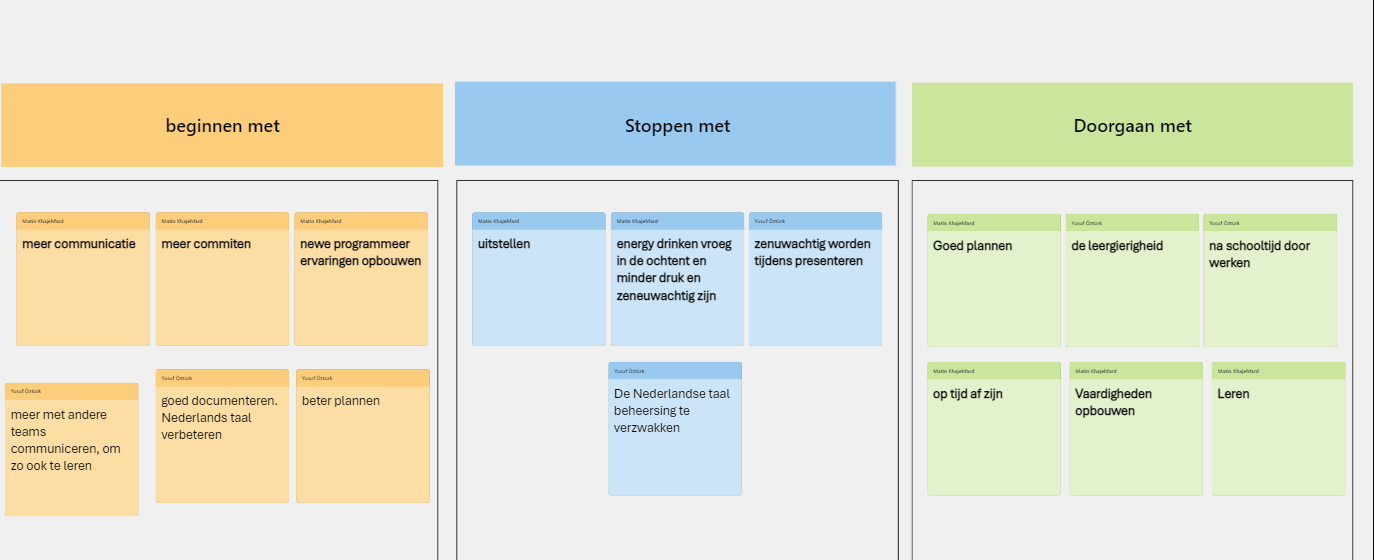 beginnen met
Stoppen met
Doorgaan met
Matin Khajehfard
meer communicatie
Matin Khajehfard
meer commiten
Matin Khajehfard
newe programmeer
ervaringen opbouwen
Yusuf Öztürk
meer met andere
teams
communiceren, om
zo ook te leren
Yusuf Öztürk
goed documenteren.
Nederlands taal
verbeteren
Yusuf Öztürk
beter plannen
Matin Khajehfard
uitstellen
Matin Khajehfard
energy drinken vroeg
in de ochtent en
minder druk en
zeneuwachtig zijn
Yusuf Öztürk
zenuwachtig worden
tijdens presenteren
Yusuf Öztürk
De Nederlandse taal
beheersing te
verzwakken
Matin Khajehfard
Goed plannen
Yusuf Öztürk
de leergierigheid
Yusuf Öztürk
na schooltijd door
werken
Matin Khajehfard
op tijd af zijn
Matin Khajehfard
Vaardigheden
opbouwen
Matin Khajehfard
Leren